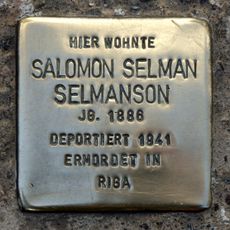 HIER WOHNTE
SALOMON SELMAN
SELMANSON
JG. 1886
DEPORTIERT 1941
ERMORDET IN
RIGA